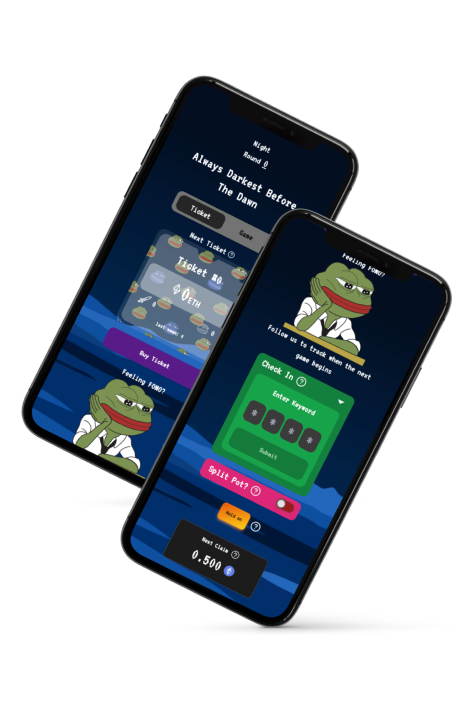 Night
Round 0
Always Darkest Before
The Dawn
Ticket
Game
Next Ticket ?
Ticket #0
0 ETH
0
0
Buy Ticket
Feeling FOMO?
Feeling FOMO?
Follow us to track when the next
game begins
Check In ?
Enter Keyword
* * * *
Submit
Split Pot? ?
Hold on
?
Next Claim ?
0.500